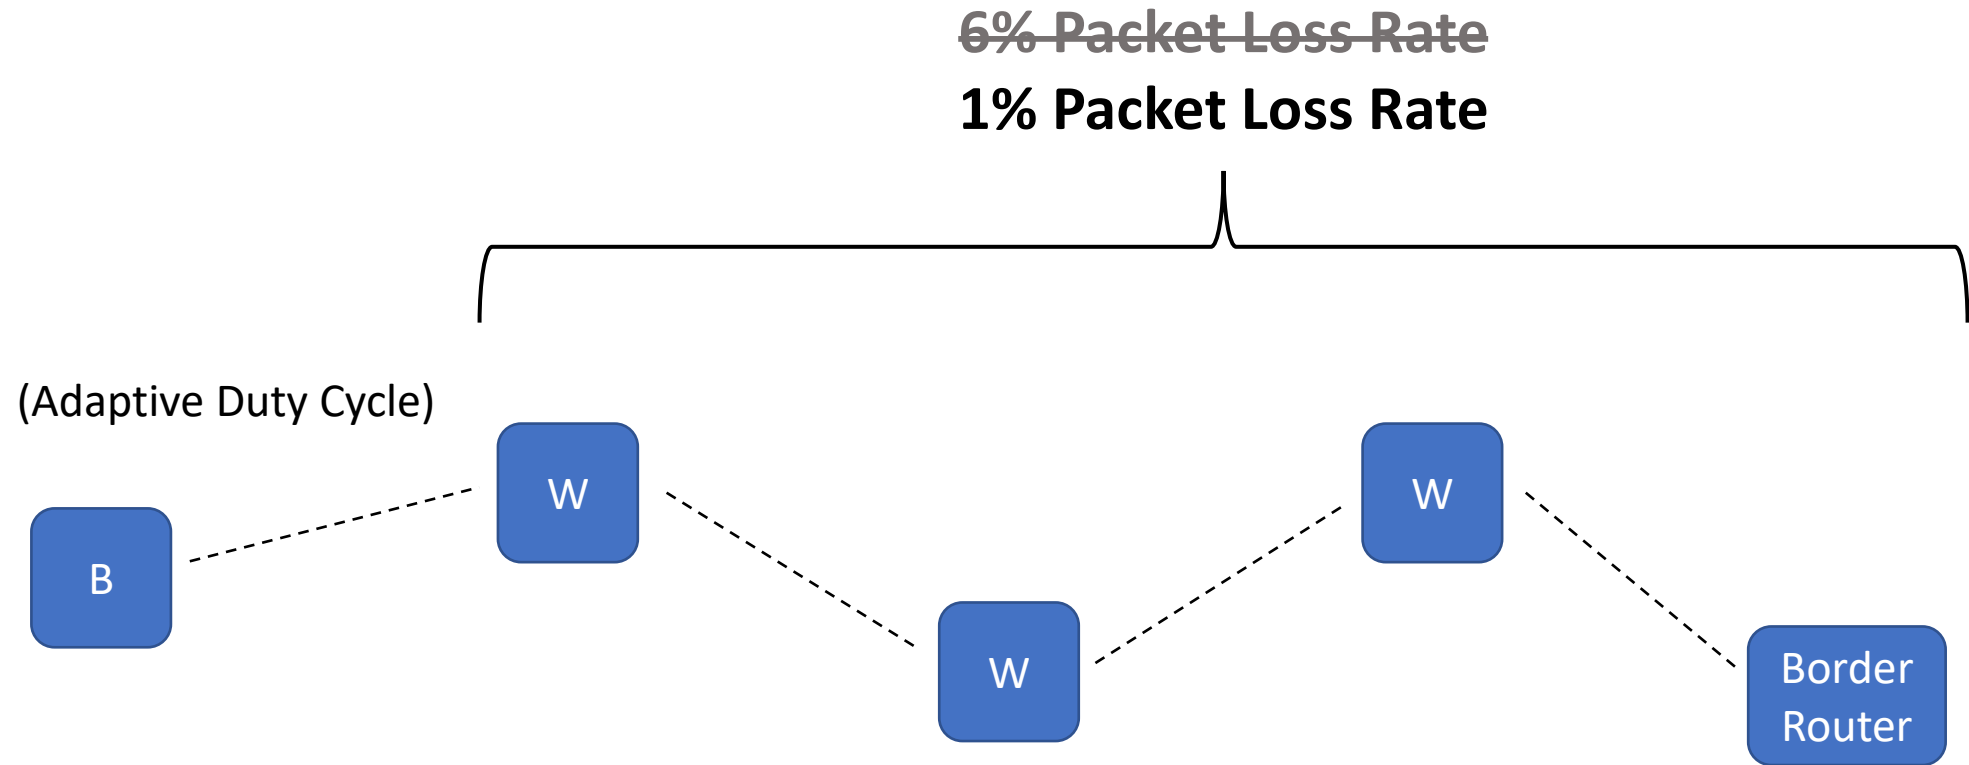 6% Packet Loss Rate
1% Packet Loss Rate
(Adaptive Duty Cycle)
B
W
W
W
Border
Router